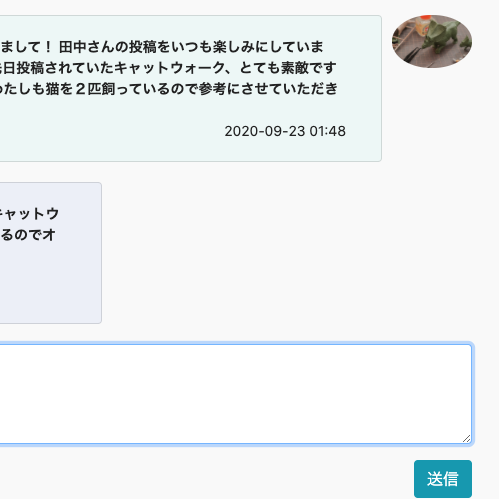 まして！ 田中さんの投稿をいつも楽しみにしていま
日投稿されていたキャットウォーク、とても素敵です
たしも猫を２匹飼っているので参考にさせていただき
2020-09-23 01:48
キャットウ
るのでオ
送信